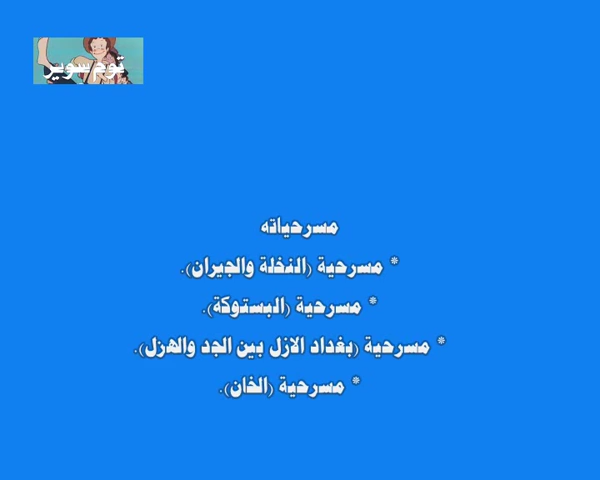 توم سوير
مسرحياته
* مسرحية (النخلة والجيران).
* مسرحية (البستوكة).
* مسرحية (بغداد الازل بين الجد والهزل).
* مسرحية (الخان).